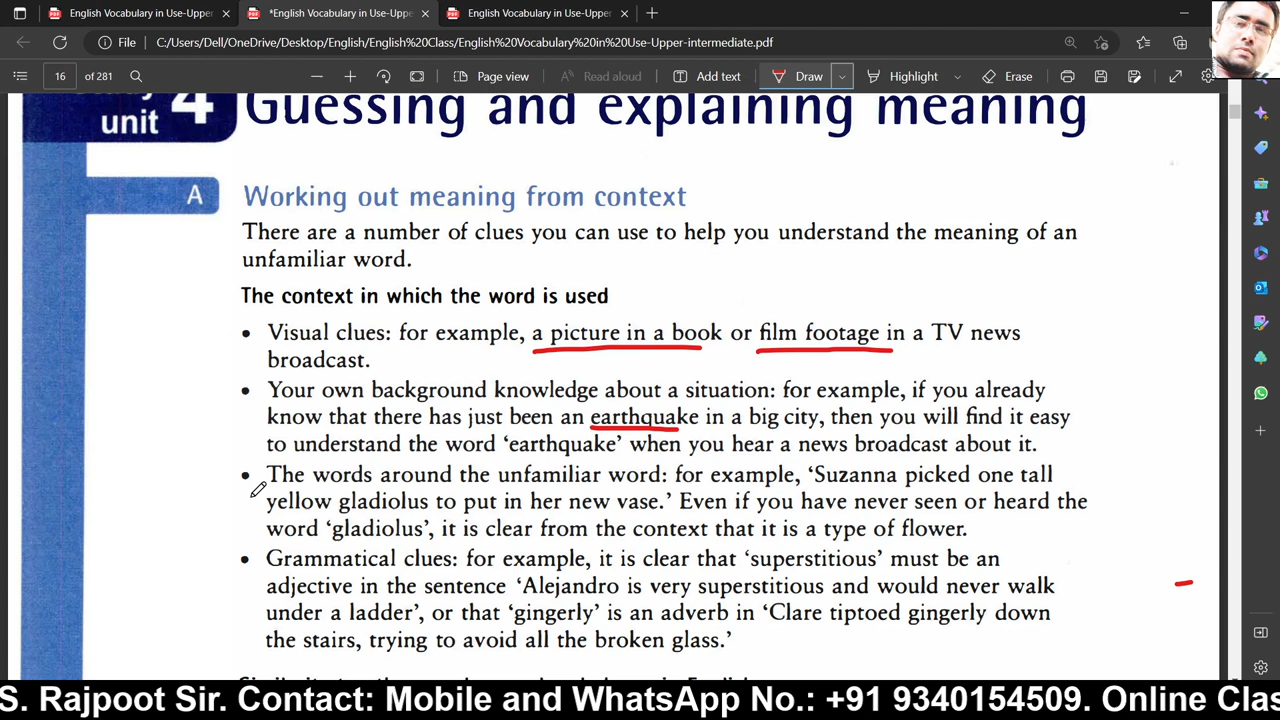 English Vocabulary in Use-Uppe
*English Vocabulary in Use-Uppe
English Vocabulary in Use-Upper
File
C:/Users/Dell/OneDrive/Desktop/English/English%20Class/English%20Vocabulary%20in%20Use-Upper-intermediate.pdf
16 of 281
Page view
Read aloud
Add text
Draw
Highlight
Erase
unit 4
Guessing and explaining meaning
A
Working out meaning from context
There are a number of clues you can use to help you understand the meaning of an
unfamiliar word.
The context in which the word is used
• Visual clues: for example, a picture in a book or film footage in a TV news
broadcast.
• Your own background knowledge about a situation: for example, if you already
know that there has just been an earthquake in a big city, then you will find it easy
to understand the word ‘earthquake’ when you hear a news broadcast about it.
• The words around the unfamiliar word: for example, ‘Suzanna picked one tall
yellow gladiolus to put in her new vase.’ Even if you have never seen or heard the
word ‘gladiolus’, it is clear from the context that it is a type of flower.
• Grammatical clues: for example, it is clear that ‘superstitious’ must be an
adjective in the sentence ‘Alejandro is very superstitious and would never walk
under a ladder’, or that ‘gingerly’ is an adverb in ‘Clare tiptoed gingerly down
the stairs, trying to avoid all the broken glass.’
S. Rajpoot Sir. Contact: Mobile and WhatsApp No.: +91 9340154509. Online Clas